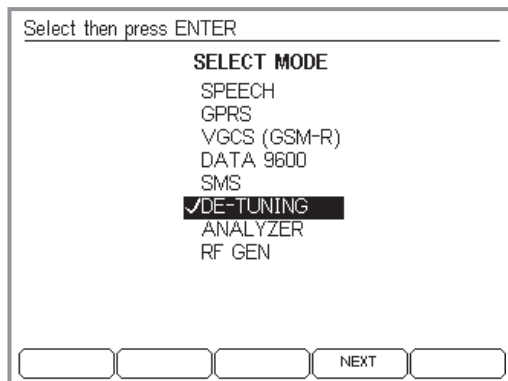 Select then press ENTER
SELECT MODE
SPEECH
GPRS
VGCS (GSM-R)
DATA 9600
SMS
✓DE-TUNING
ANALYZER
RF GEN
NEXT